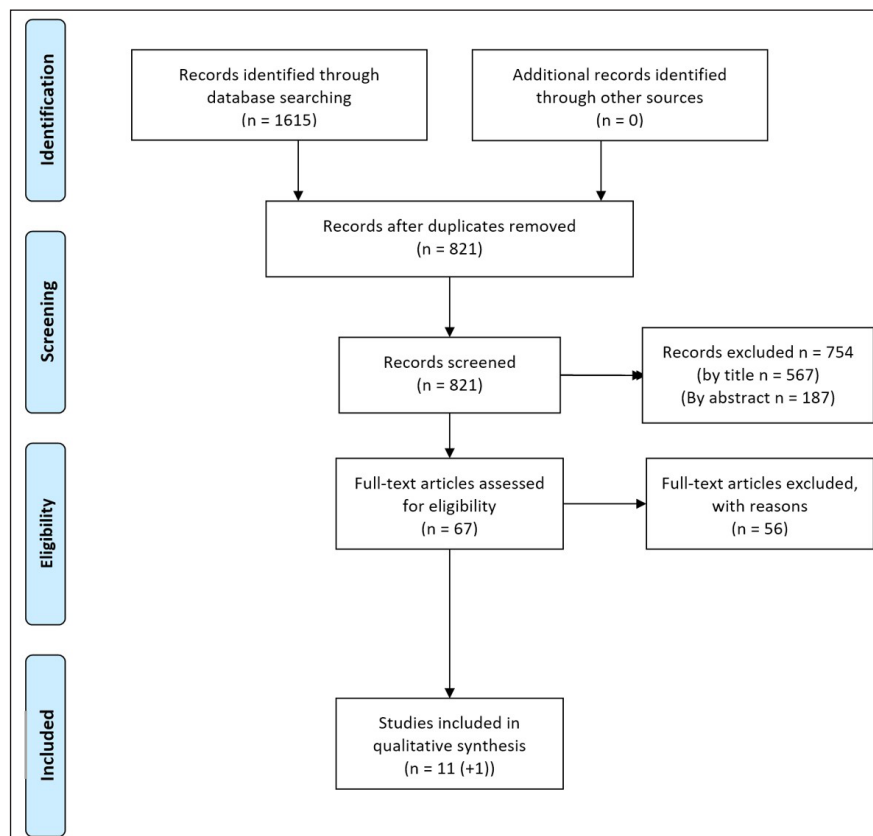 Identification
Records identified through
database searching
(n = 1615)
Additional records identified
through other sources
(n = 0)
Records after duplicates removed
(n = 821)
Screening
Records screened
(n = 821)
Records excluded n = 754
(by title n = 567)
(By abstract n = 187)
Eligibility
Full-text articles assessed
for eligibility
(n = 67)
Full-text articles excluded,
with reasons
(n = 56)
Included
Studies included in
qualitative synthesis
(n = 11 (+1))